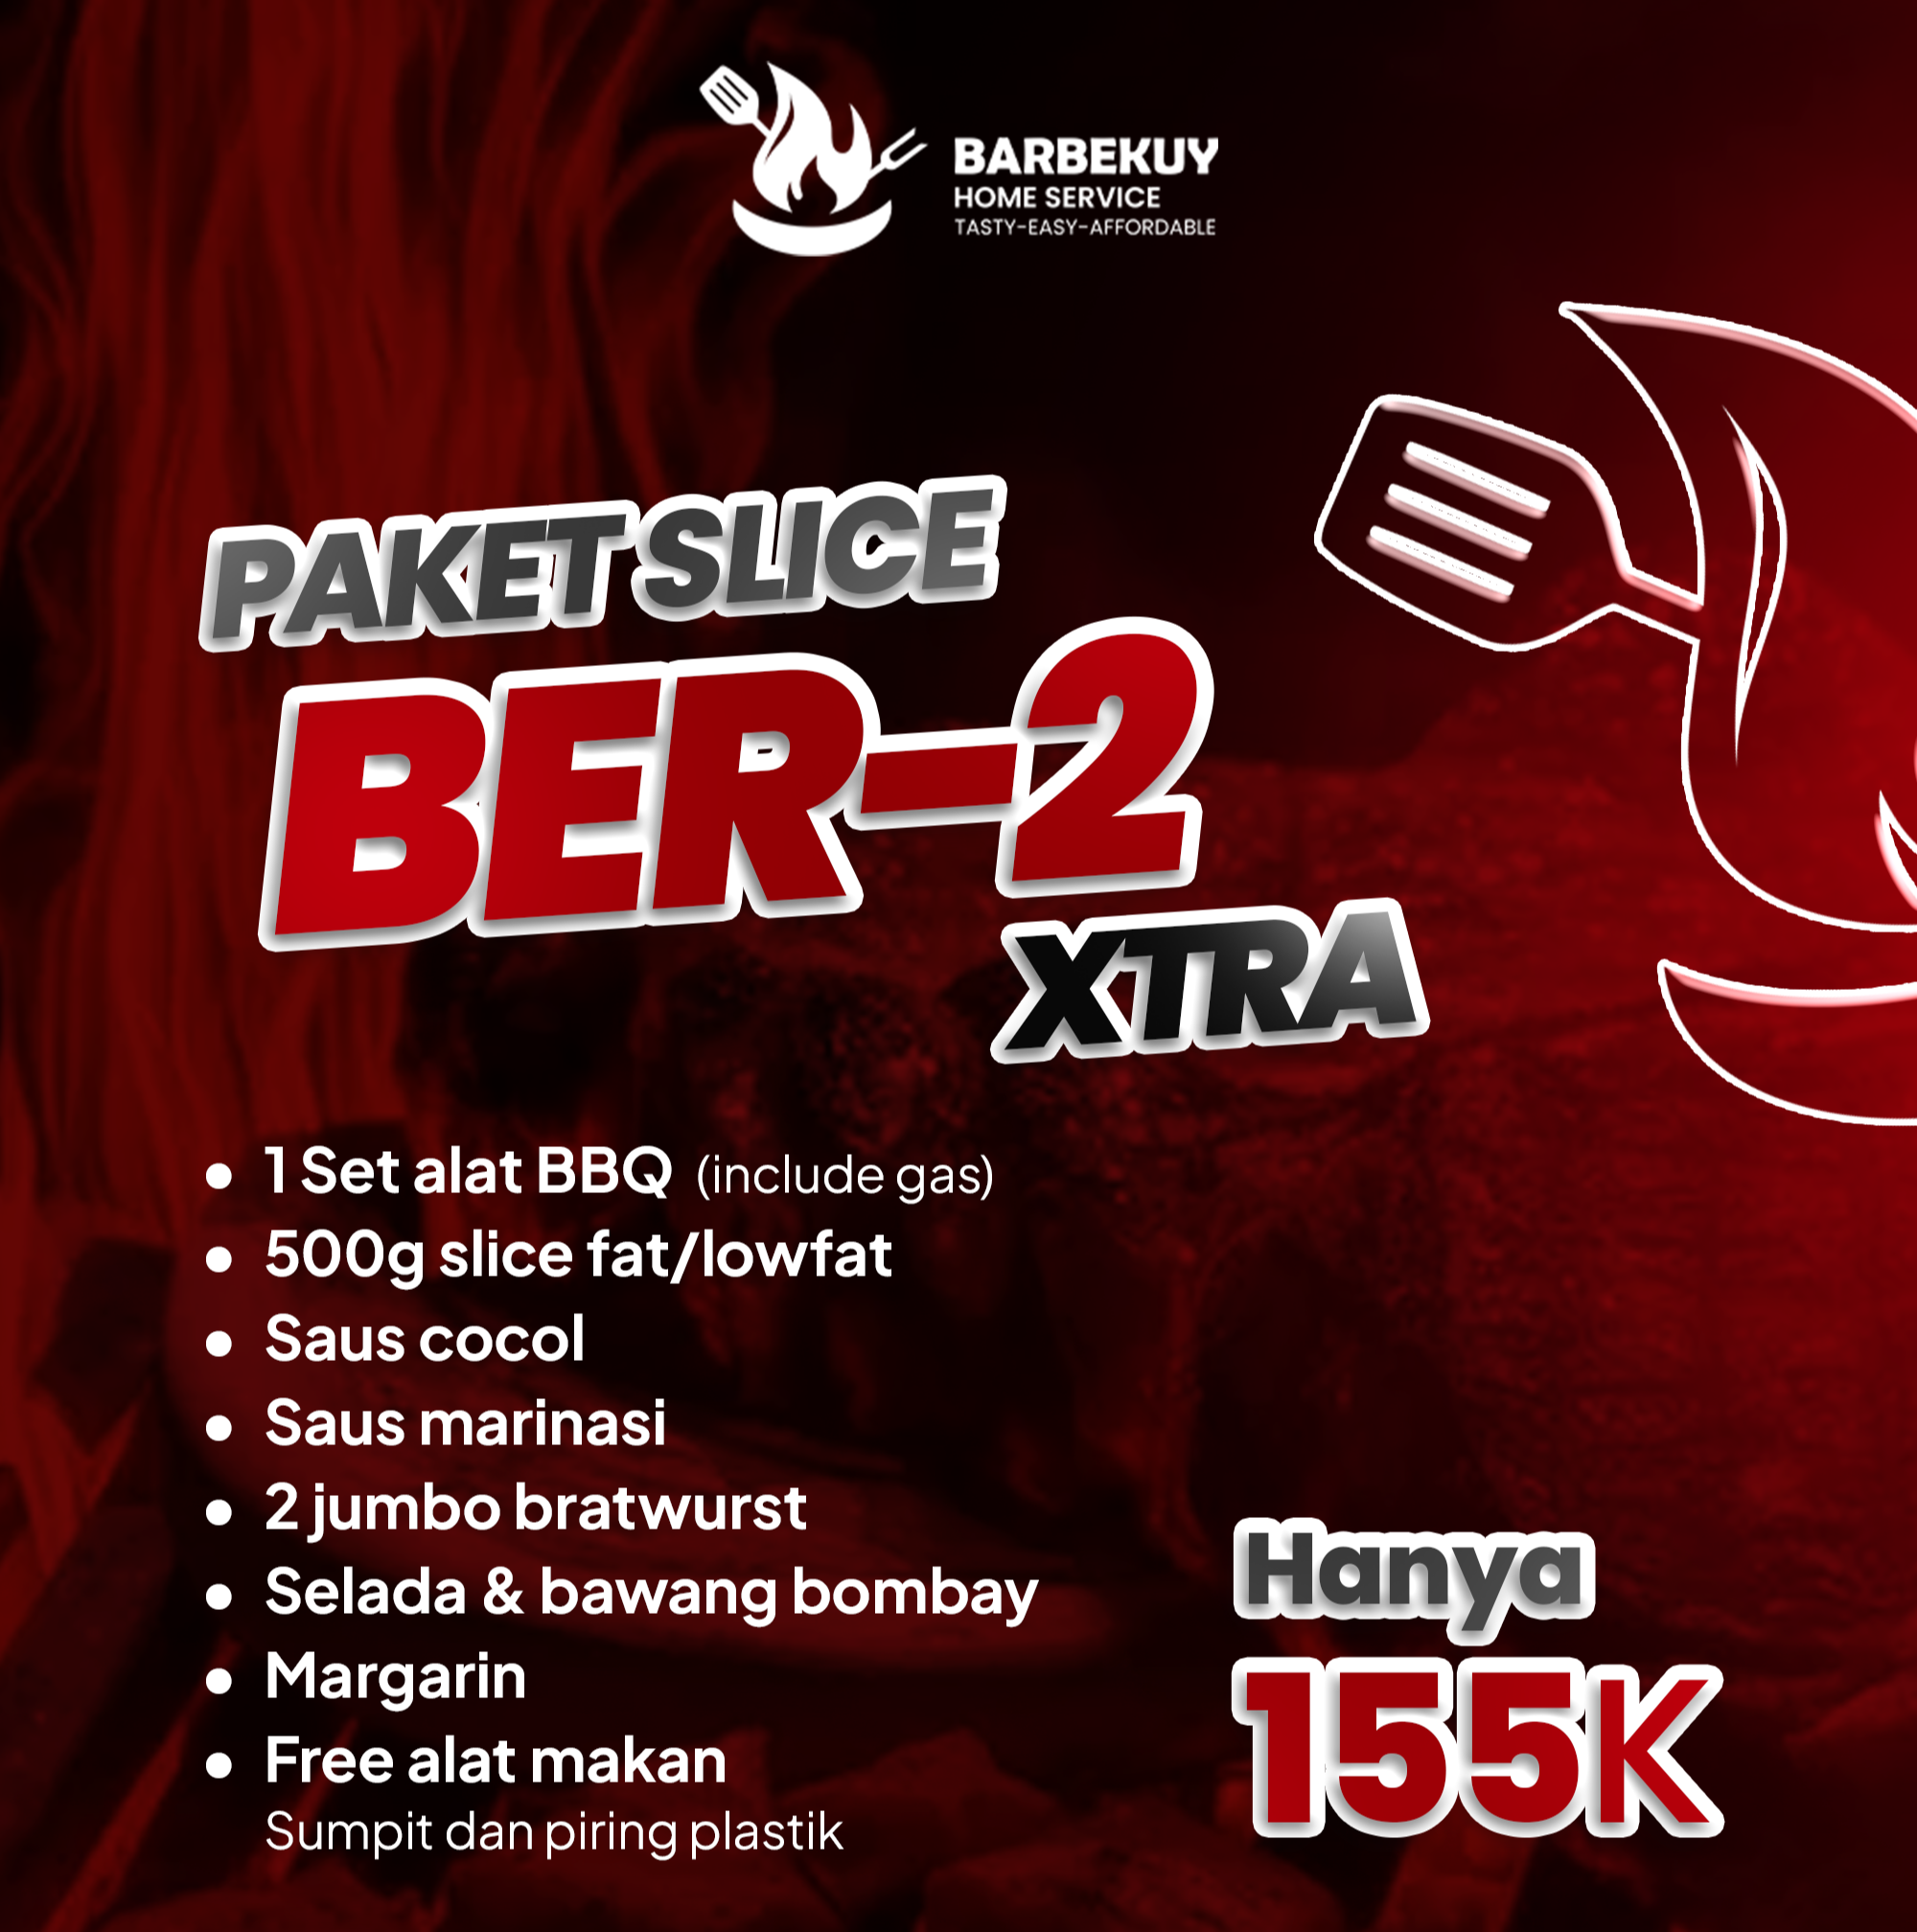 BARBEKUY
HOME SERVICE
TASTY-EASY-AFFORDABLE
PAKET SLICE
BER-2
XTRA
• 1 Set alat BBQ (include gas)
• 500g slice fat/lowfat
• Saus cocol
• Saus marinasi
• 2 jumbo bratwurst
• Selada & bawang bombay
• Margarin
• Free alat makan
Sumpit dan piring plastik
Hanya
155K